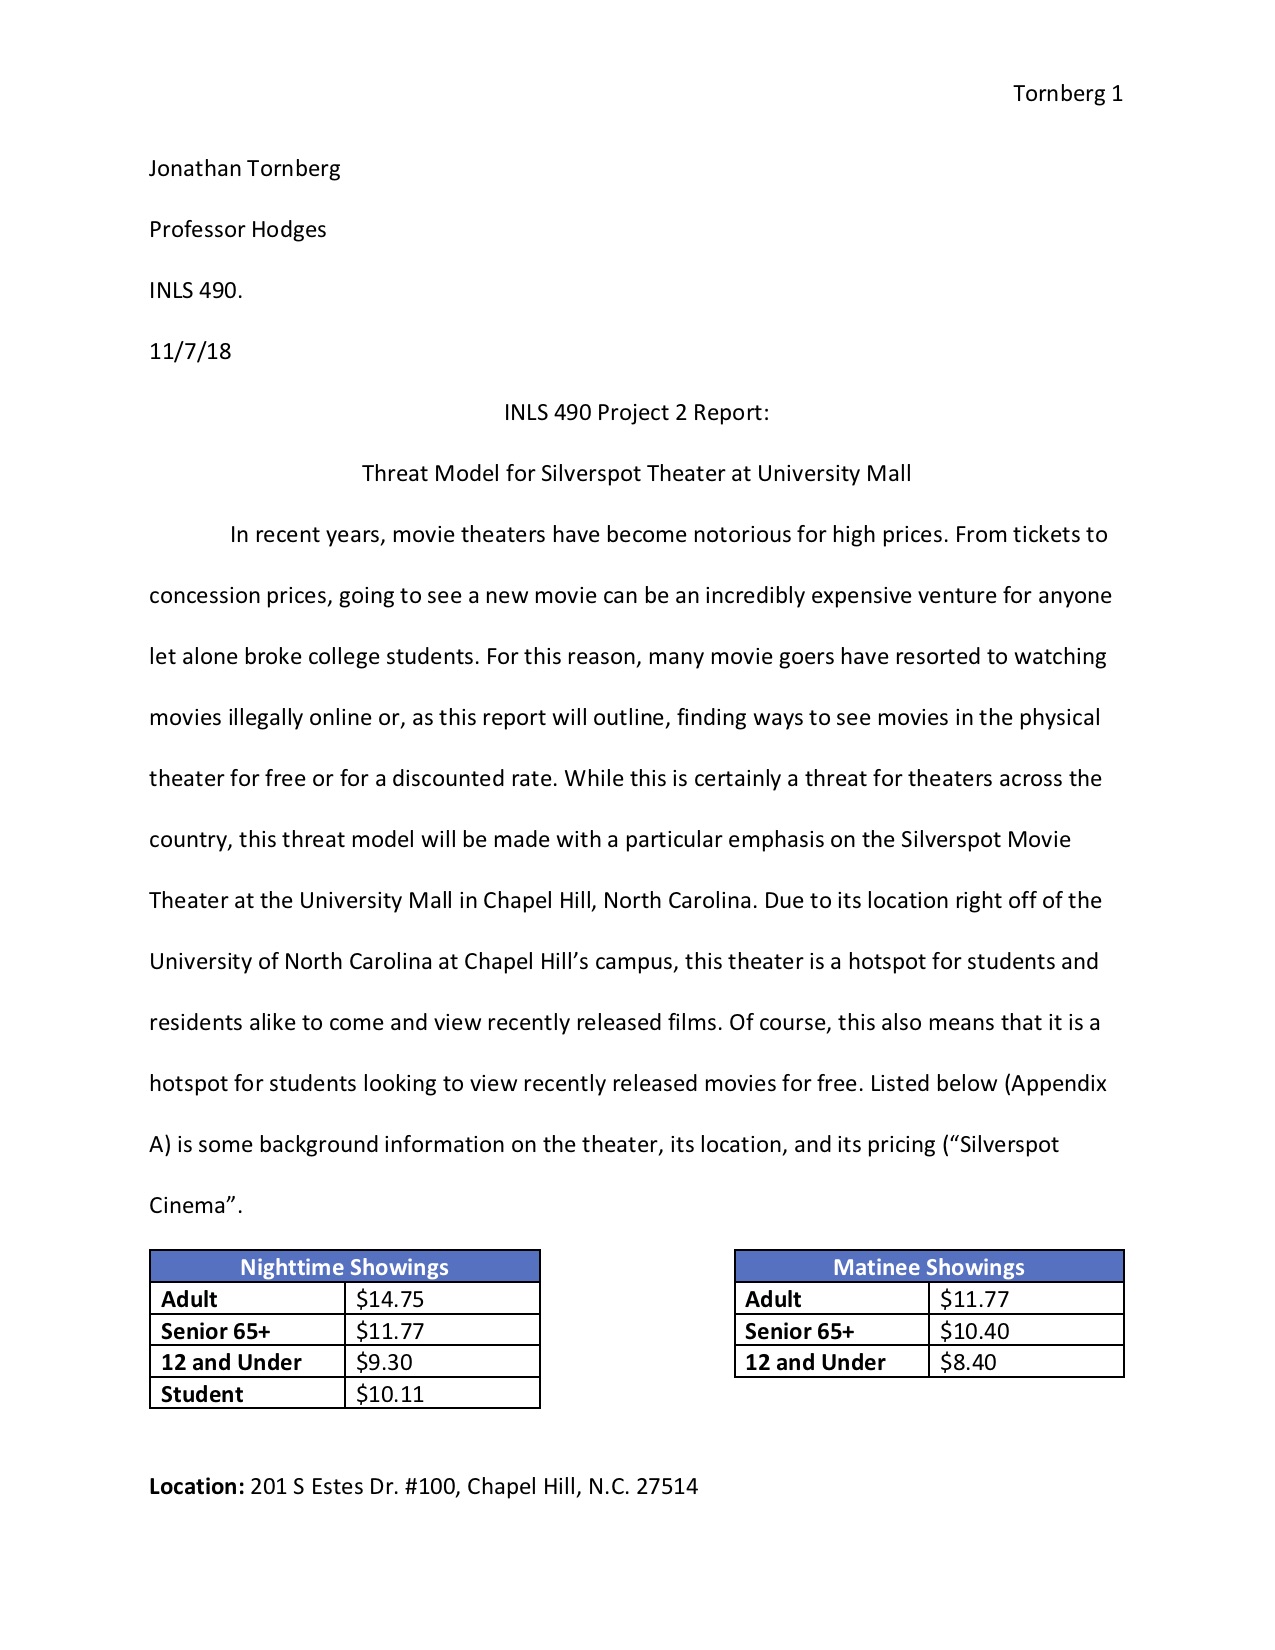 Tornberg 1
Jonathan Tornberg
Professor Hodges
INLS 490.
11/7/18
INLS 490 Project 2 Report:
Threat Model for Silverspot Theater at University Mall
In recent years, movie theaters have become notorious for high prices. From tickets to
concession prices, going to see a new movie can be an incredibly expensive venture for anyone
let alone broke college students. For this reason, many movie goers have resorted to watching
movies illegally online or, as this report will outline, finding ways to see movies in the physical
theater for free or for a discounted rate. While this is certainly a threat for theaters across the
country, this threat model will be made with a particular emphasis on the Silverspot Movie
Theater at the University Mall in Chapel Hill, North Carolina. Due to its location right off of the
University of North Carolina at Chapel Hill’s campus, this theater is a hotspot for students and
residents alike to come and view recently released films. Of course, this also means that it is a
hotspot for students looking to view recently released movies for free. Listed below (Appendix
A) is some background information on the theater, its location, and its pricing (“Silverspot
Cinema”.
Nighttime Showings
Adult $14.75
Senior 65+ $11.77
12 and Under $9.30
Student $10.11
Matinee Showings
Adult $11.77
Senior 65+ $10.40
12 and Under $8.40
Location: 201 S Estes Dr. #100, Chapel Hill, N.C. 27514